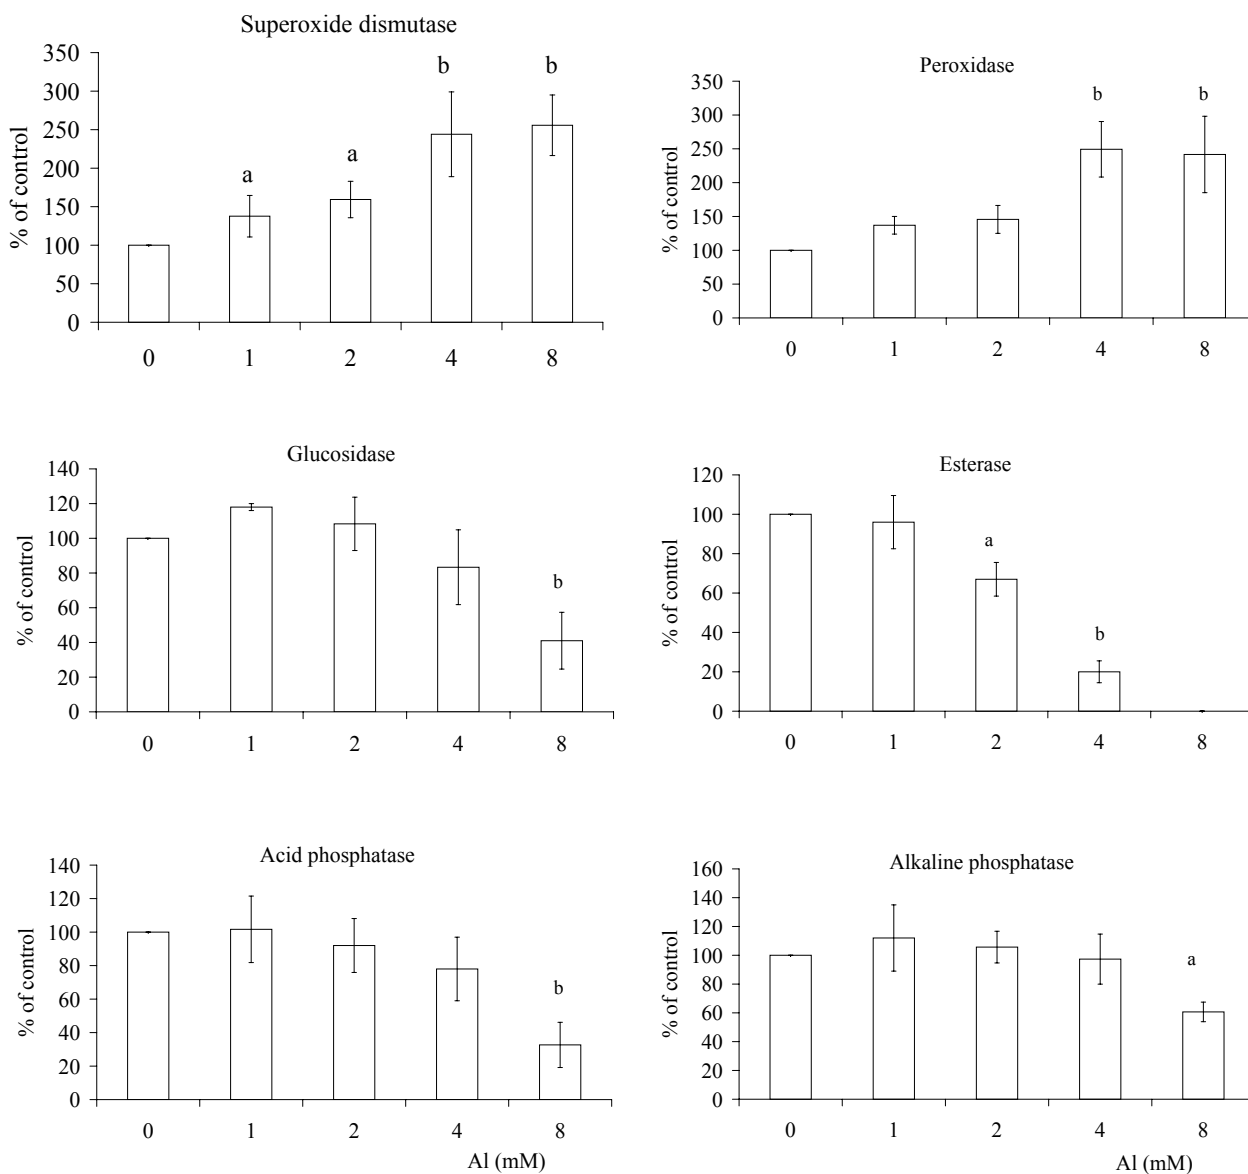 Superoxide dismutase
% of control
350
300
250
200
150
100
50
0
a
a
b
b
0 1 2 4 8
Peroxidase
% of control
350
300
250
200
150
100
50
0
b
b
0 1 2 4 8
Glucosidase
% of control
140
120
100
80
60
40
20
0
b
0 1 2 4 8
Esterase
% of control
120
100
80
60
40
20
0
a
b
0 1 2 4 8
Acid phosphatase
% of control
140
120
100
80
60
40
20
0
b
0 1 2 4 8
Al (mM)
Alkaline phosphatase
% of control
160
140
120
100
80
60
40
20
0
a
0 1 2 4 8
Al (mM)